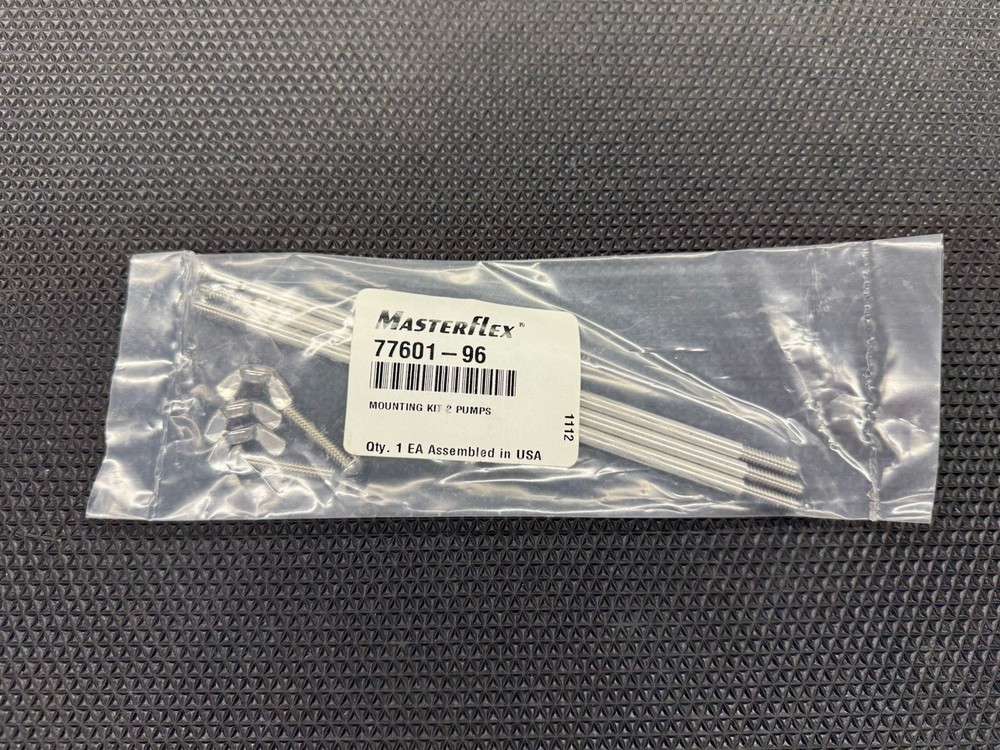 MASTERFLEX®
77601-96
MOUNTING KIT 2 PUMPS
Qty. 1 EA Assembled in USA
1112